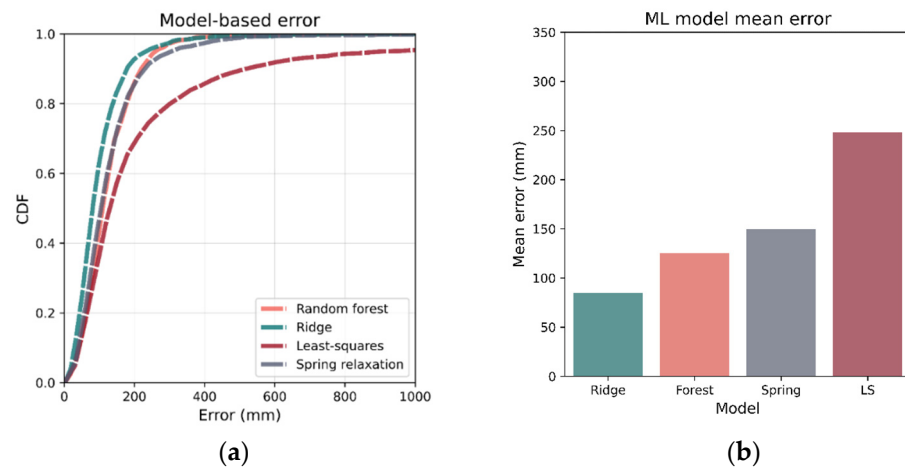 Model-based error
1.0
0.8
0.6
0.4
0.2
0.0
CDF
0
200
400
600
800
1000
Error (mm)
Random forest
Ridge
Least-squares
Spring relaxation
(a)
ML model mean error
350
300
250
200
150
100
50
0
Mean error (mm)
Ridge
Forest
Spring
LS
Model
(b)